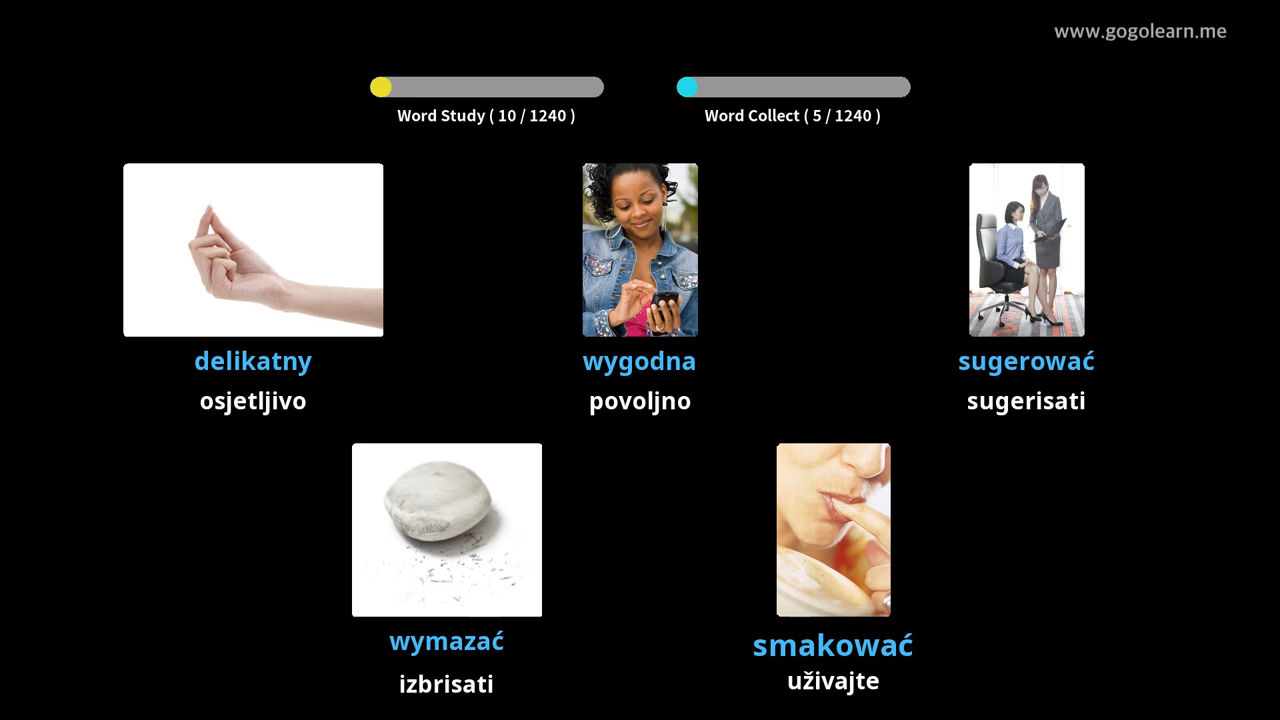 www.gogolearn.me
Word Study ( 10 / 1240 )
Word Collect ( 5 / 1240 )
delikatny
osjetljivo
wygodna
povoljno
sugerować
sugerisati
wymazać
izbrisati
smakować
uživajte